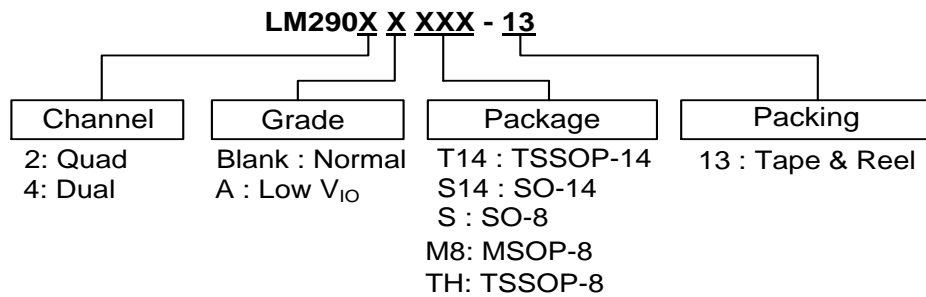 LM290X X XXX - 13
Channel
2: Quad
4: Dual
Grade
Blank : Normal
A : Low VIO
Package
T14 : TSSOP-14
S14 : SO-14
S : SO-8
M8: MSOP-8
TH: TSSOP-8
Packing
13 : Tape & Reel